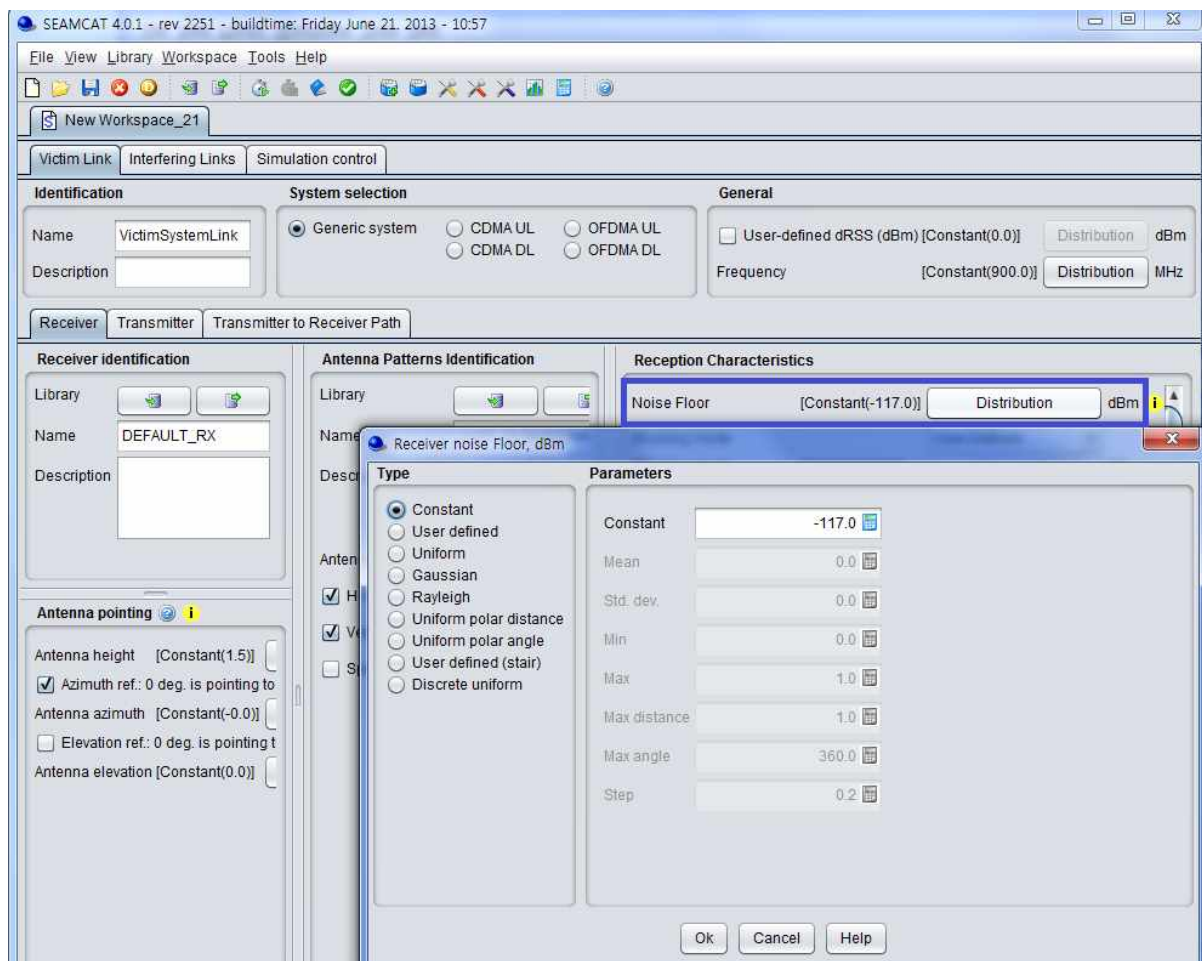 SEAMCAT 4.0.1 - rev 2251 - buildtime: Friday June 21. 2013 - 10:57
File View Library Workspace Tools Help
New Workspace_21
Victim Link Interfering Links Simulation control
Identification
Name VictimSystemLink
Description
System selection
Generic system CDMA UL OFDMA UL
CDMA DL OFDMA DL
General
User-defined dRSS (dBm) [Constant(0.0)] Distribution dBm
Frequency [Constant(900.0)] Distribution MHz
Receiver Transmitter Transmitter to Receiver Path
Receiver identification
Library
Name DEFAULT_RX
Description
Antenna pointing i
Antenna height [Constant(1.5)]
Azimuth ref.: 0 deg. is pointing to
Antenna azimuth [Constant(-0.0)]
Elevation ref.: 0 deg. is pointing t
Antenna elevation [Constant(0.0)]
Antenna Patterns Identification
Library
Name
Descr
Anten
H
Ve
Reception Characteristics
Noise Floor [Constant(-117.0)] Distribution dBm i
Receiver noise Floor, dBm
Type
Constant
User defined
Uniform
Gaussian
Rayleigh
Uniform polar distance
Uniform polar angle
User defined (stair)
Discrete uniform
Parameters
Constant -117.0
Mean 0.0
Std. dev. 0.0
Min 0.0
Max 1.0
Max distance 1.0
Max angle 360.0
Step 0.2
Ok Cancel Help